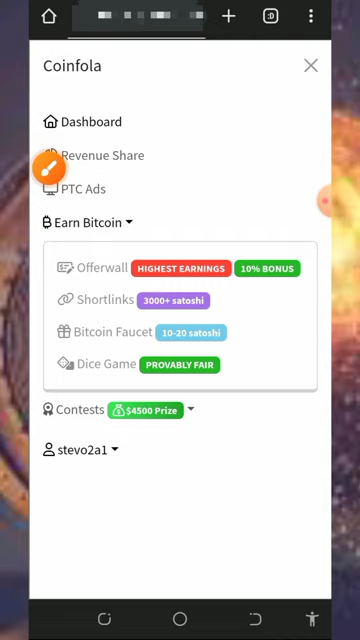 :D
Coinfola
Dashboard
Revenue Share
PTC Ads
Earn Bitcoin
Offerwall HIGHEST EARNINGS 10% BONUS
Shortlinks 3000+ satoshi
Bitcoin Faucet 10-20 satoshi
Dice Game PROVABLY FAIR
Contests $4500 Prize
stevo2a1